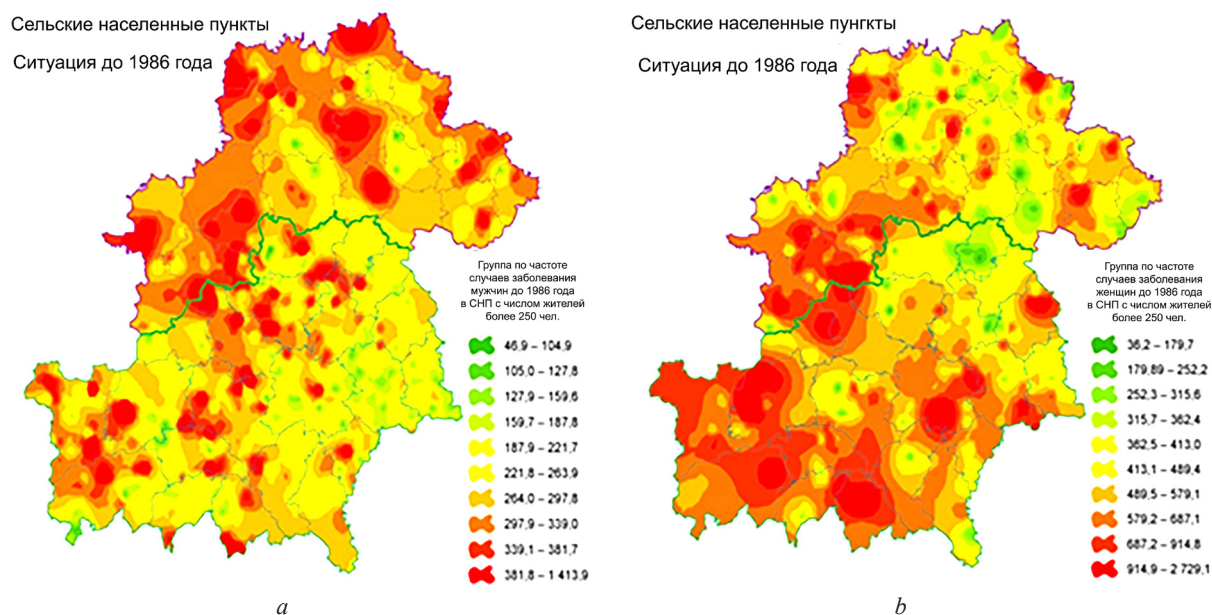 Сельские населенные пункты
Ситуация до 1986 года
Группа по частоте
случаев заболевания
мужчин до 1986 года
в СНП с числом жителей
более 250 чел.
46,9 – 104,9
105,0 – 127,8
127,9 – 159,6
159,7 – 187,8
187,9 – 221,7
221,8 – 263,9
264,0 – 297,8
297,9 – 339,0
339,1 – 381,7
381,8 – 1 413,9
a
Сельские населенные пунгкты
Ситуация до 1986 года
Группа по частоте
случаев заболевания
женщин до 1986 года
в СНП с числом жителей
более 250 чел.
36,2 – 179,7
179,89 – 252,2
252,3 – 315,6
315,7 – 362,4
362,5 – 413,0
413,1 – 489,4
489,5 – 579,1
579,2 – 687,1
687,2 – 914,8
914,9 – 2 729,1
b